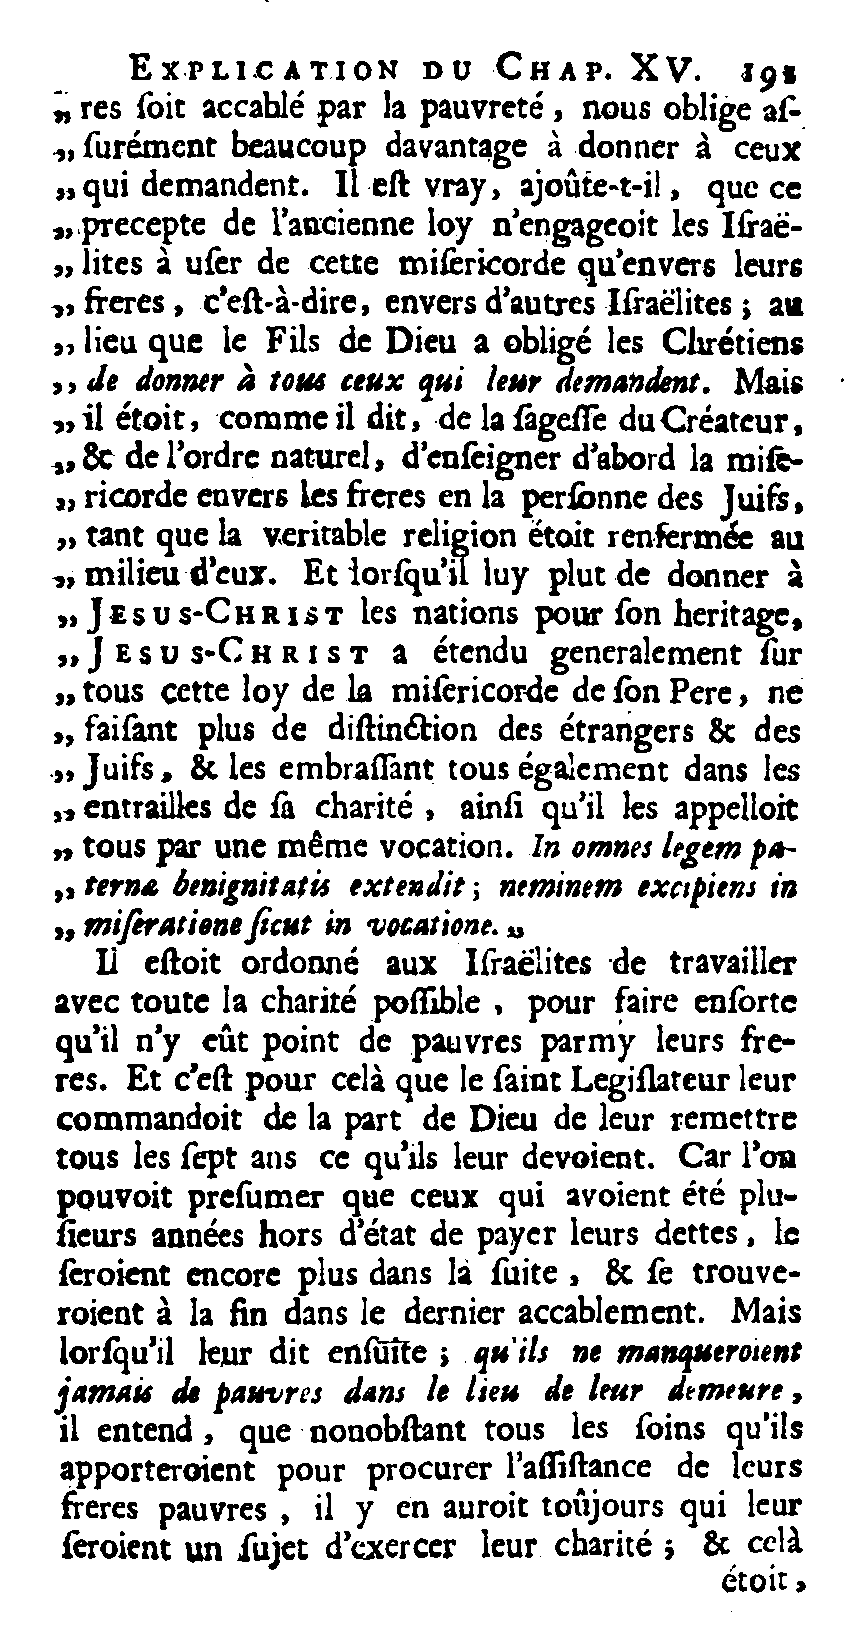 EXPLICATION DU CHAP. XV. 191
„ res ſoit accablé par la pauvreté, nous oblige aſ-
„ ſurément beaucoup davantage à donner à ceux
„ qui demandent. Il eſt vray, ajoûte-t-il, que ce
„ precepte de l'ancienne loy n'engageoit les Iſraë-
„ lites à uſer de cette miſericorde qu'envers leurs
„ freres, c'eſt-à-dire, envers d'autres Iſraëlites; au
„ lieu que le Fils de Dieu a obligé les Chrétiens
„ de donner à tous ceux qui leur demandent. Mais
„ il étoit, comme il dit, de la ſageſſe du Créateur,
„ & de l'ordre naturel, d'enſeigner d'abord la miſe-
„ ricorde envers les freres en la perſonne des Juifs,
„ tant que la veritable religion étoit renfermée au
„ milieu d'eux. Et lorſqu'il luy plut de donner à
„ JESUS-CHRIST les nations pour ſon heritage,
„ JESUS-CHRIST a étendu generalement ſur
„ tous cette loy de la miſericorde de ſon Pere, ne
„ faiſant plus de diſtinction des étrangers & des
„ Juifs, & les embraſſant tous également dans les
„ entrailles de ſa charité, ainſi qu'il les appelloit
„ tous par une même vocation. In omnes legem pa-
„ ternæ benignitatis extendit; neminem excipiens in
„ miſeratione ſicut in vocatione. „
Il eſtoit ordonné aux Iſraëlites de travailler
avec toute la charité poſſible, pour faire enſorte
qu'il n'y eût point de pauvres parmy leurs fre-
res. Et c'eſt pour celà que le ſaint Legiſlateur leur
commandoit de la part de Dieu de leur remettre
tous les ſept ans ce qu'ils leur devoient. Car l'on
pouvoit preſumer que ceux qui avoient été plu-
ſieurs années hors d'état de payer leurs dettes, le
ſeroient encore plus dans la ſuite, & ſe trouve-
roient à la fin dans le dernier accablement. Mais
lorſqu'il leur dit enſuite; qu'ils ne manqueroient
jamais de pauvres dans le lieu de leur demeure,
il entend, que nonobſtant tous les ſoins qu'ils
apporteroient pour procurer l'aſſiſtance de leurs
freres pauvres, il y en auroit toûjours qui leur
ſeroient un ſujet d'exercer leur charité; & celà
étoit,